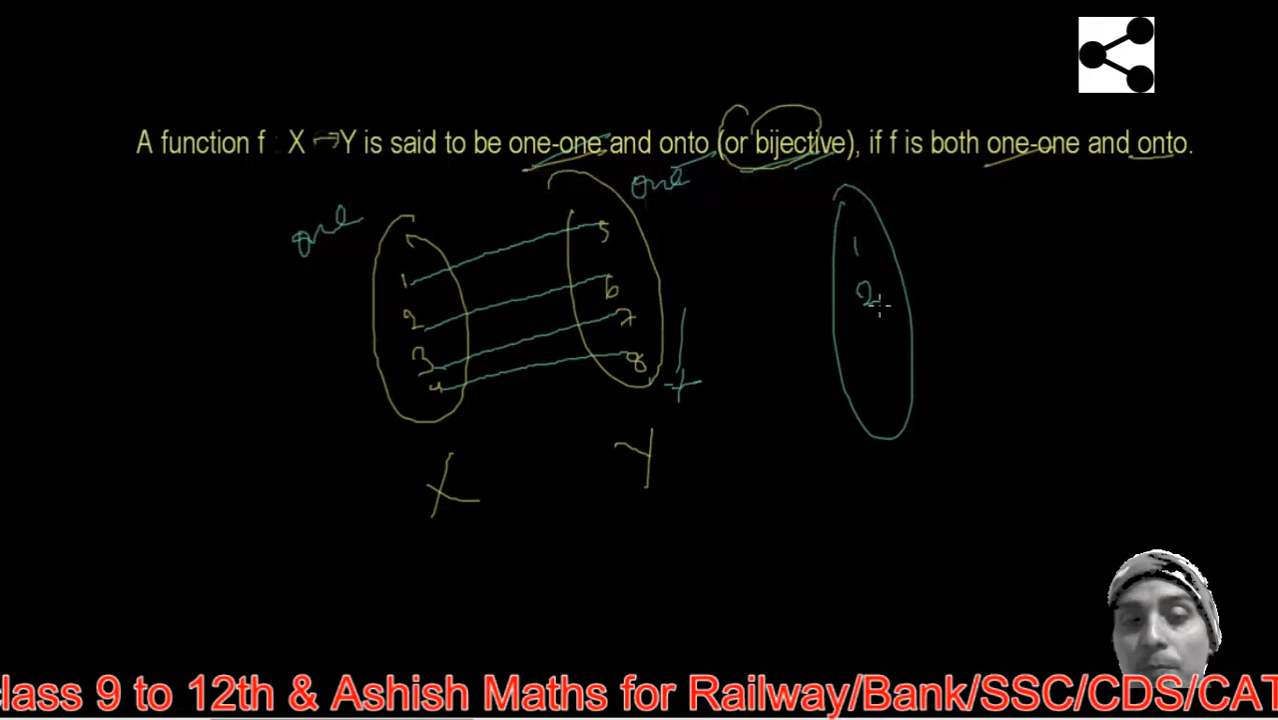 A function f : X → Y is said to be one-one and onto (or bijective), if f is both one-one and onto.
one
one
1
2
3
4
5
6
7
8
X
Y
1
2
class 9 to 12th & Ashish Maths for Railway/Bank/SSC/CDS/CAT